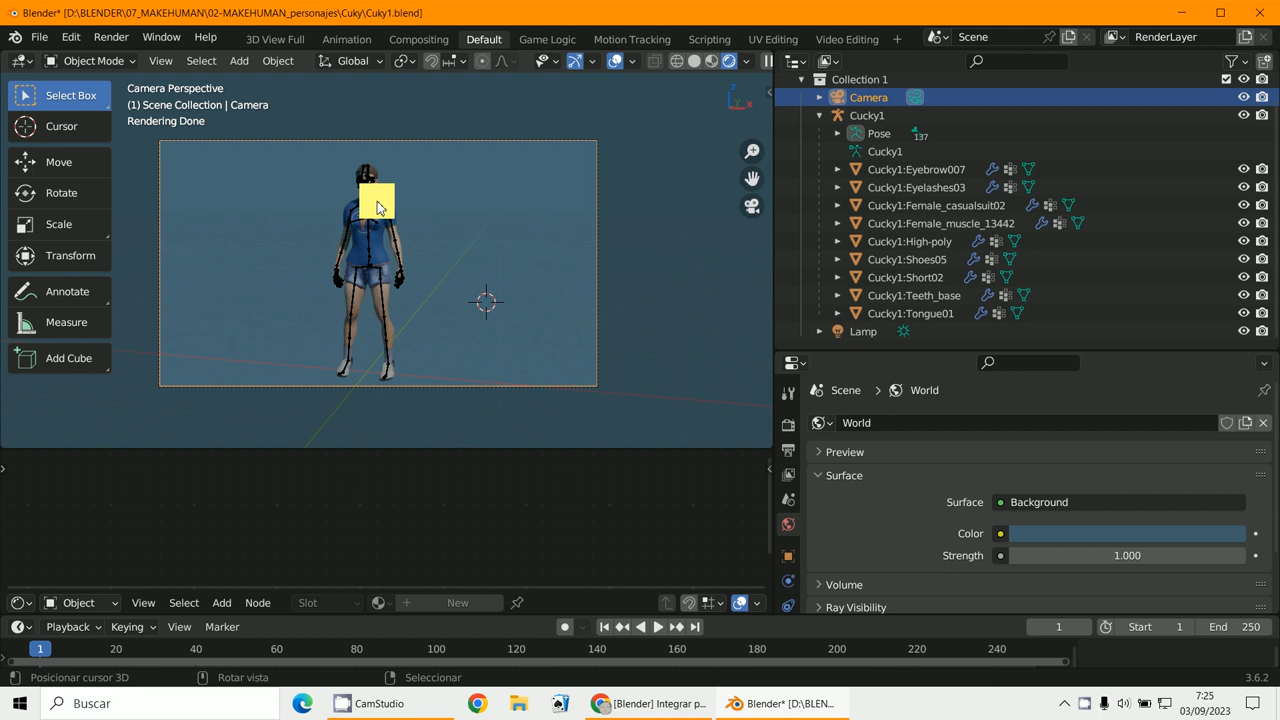 Blender* [D:\BLENDER\07_MAKEHUMAN\02-MAKEHUMAN_personajes\Cuky\Cuky1.blend]
File Edit Render Window Help 3D View Full Animation Compositing Default Game Logic Motion Tracking Scripting UV Editing Video Editing + Scene RenderLayer
Object Mode View Select Add Object Global
Select Box
Cursor
Move
Rotate
Scale
Transform
Annotate
Measure
Add Cube
Camera Perspective
(1) Scene Collection | Camera
Rendering Done
Z
Y
X
Collection 1
Camera
Cucky1
Pose 137
Cucky1
Cucky1:Eyebrow007
Cucky1:Eyelashes03
Cucky1:Female_casualsuit02
Cucky1:Female_muscle_13442
Cucky1:High-poly
Cucky1:Shoes05
Cucky1:Short02
Cucky1:Teeth_base
Cucky1:Tongue01
Lamp
Scene > World
World
Preview
Surface
Surface Background
Color
Strength 1.000
Volume
Ray Visibility
Object View Select Add Node Slot + New
Playback Keying View Marker 1 Start 1 End 250
1 20 40 60 80 100 120 140 160 180 200 220 240
Posicionar cursor 3D Rotar vista Seleccionar 3.6.2
Buscar CamStudio [Blender] Integrar p... Blender* [D:\BLEN... 7:25
03/09/2023